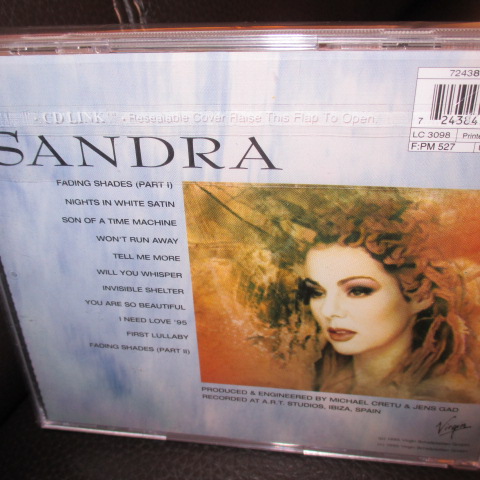 72438
7 24384
LC 3098 Printe
F:PM 527
CD LINK • Resealable Cover Raise This Flap To Open.
SANDRA
FADING SHADES (PART I)
NIGHTS IN WHITE SATIN
SON OF A TIME MACHINE
WON'T RUN AWAY
TELL ME MORE
WILL YOU WHISPER
INVISIBLE SHELTER
YOU ARE SO BEAUTIFUL
I NEED LOVE '95
FIRST LULLABY
FADING SHADES (PART II)
PRODUCED & ENGINEERED BY MICHAEL CRETU & JENS GAD
RECORDED AT A.R.T. STUDIOS, IBIZA, SPAIN
Virgin